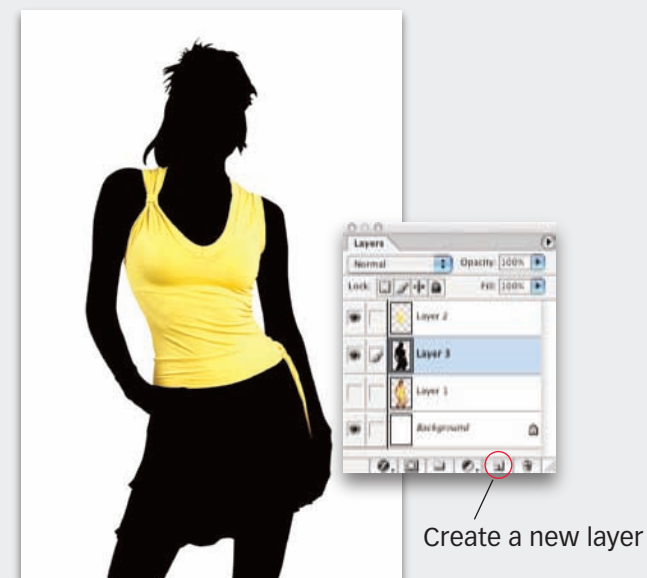 Layers
Normal Opacity: 100%
Lock: Fill: 100%
Layer 2
Layer 3
Layer 1
Background
Create a new layer